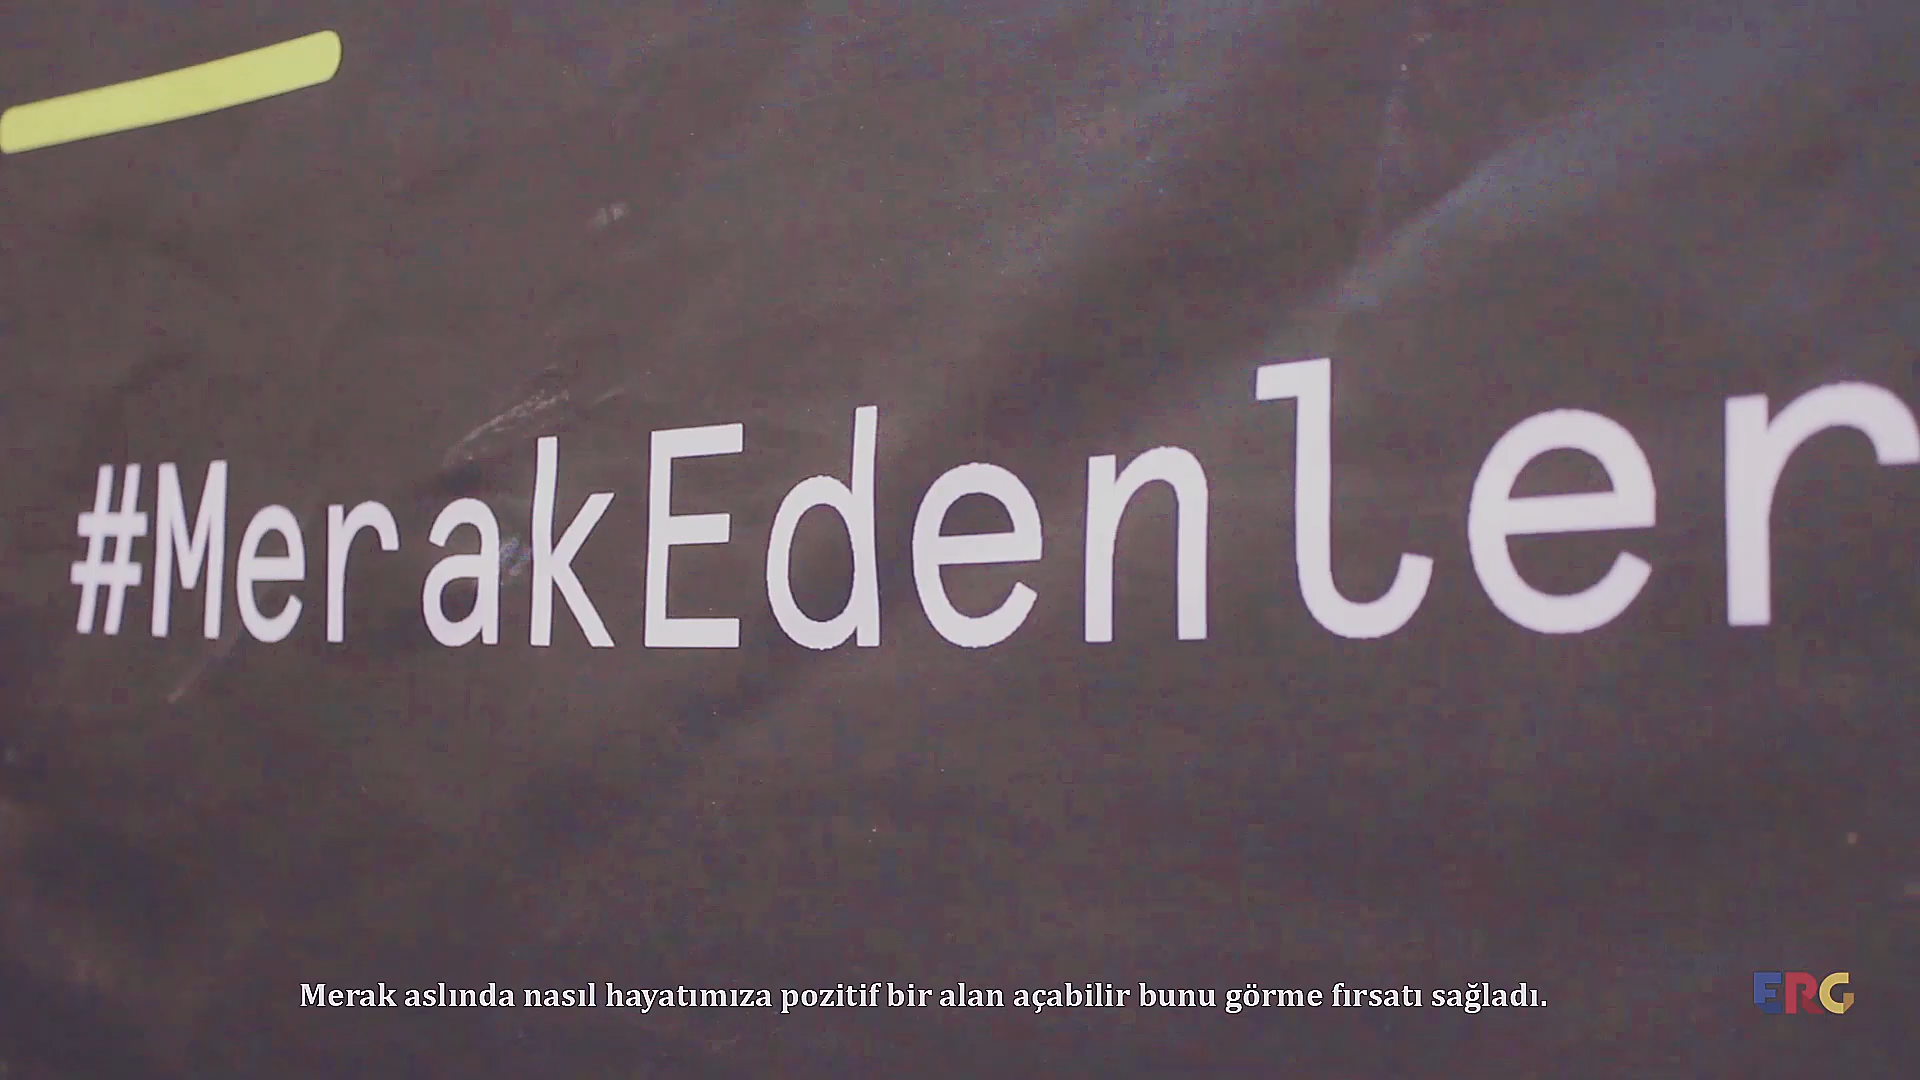 #MerakEdenler
Merak aslında nasıl hayatımıza pozitif bir alan açabilir bunu görme fırsatı sağladı.
ERG